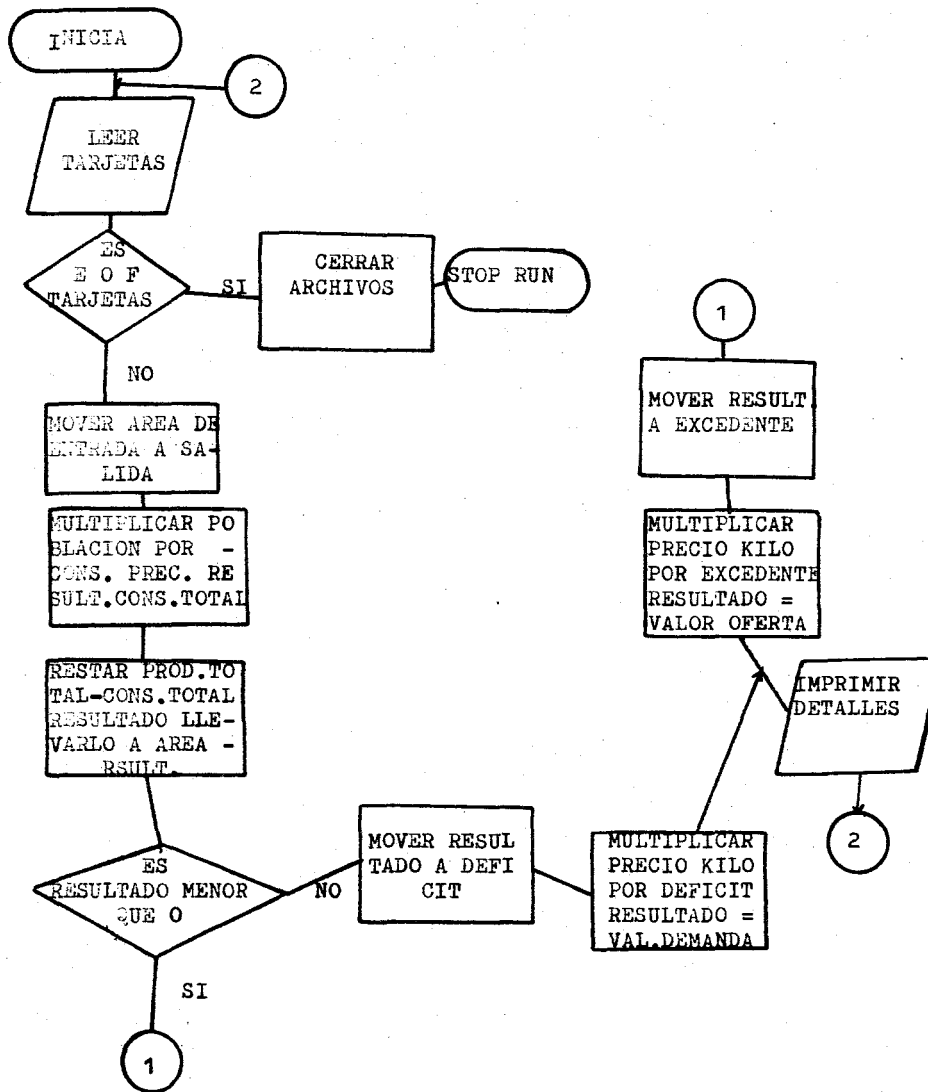 INICIA
2
LEER
TARJETAS
ES
E O F
TARJETAS
SI
CERRAR
ARCHIVOS
STOP RUN
NO
MOVER AREA DE
ENTRADA A SA-
LIDA
MULTIPLICAR PO
BLACION POR -
CONS. PREC. RE
SULT.CONS.TOTAL
RESTAR PROD.TO
TAL-CONS.TOTAL
RESULTADO LLE-
VARLO A AREA -
RSULT.
ES
RESULTADO MENOR
QUE O
NO
SI
1
MOVER RESUL
TADO A DEFI
CIT
MULTIPLICAR
PRECIO KILO
POR DEFICIT
RESULTADO =
VAL.DEMANDA
1
MOVER RESULT.
A EXCEDENTE
MULTIPLICAR
PRECIO KILO
POR EXCEDENTE
RESULTADO =
VALOR OFERTA
IMPRIMIR
DETALLES
2